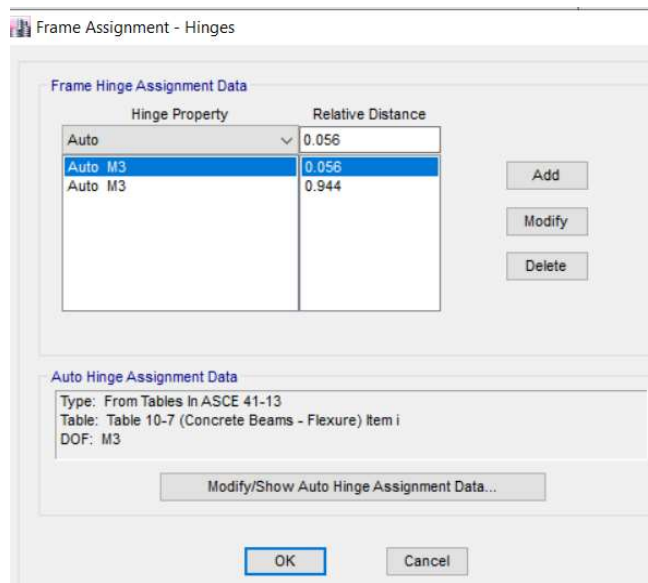 Frame Assignment - Hinges
Frame Hinge Assignment Data
Hinge Property Relative Distance
Auto 0.056
Auto M3 0.056
Auto M3 0.944
Add
Modify
Delete
Auto Hinge Assignment Data
Type: From Tables In ASCE 41-13
Table: Table 10-7 (Concrete Beams - Flexure) Item i
DOF: M3
Modify/Show Auto Hinge Assignment Data...
OK Cancel